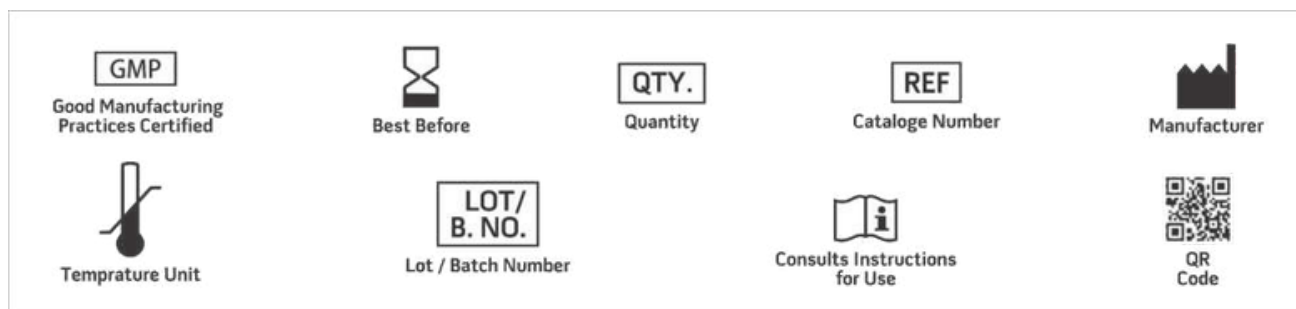 GMP
Good Manufacturing
Practices Certified
Best Before
QTY.
Quantity
REF
Cataloge Number
Manufacturer
Temprature Unit
LOT/
B. NO.
Lot / Batch Number
i
Consults Instructions
for Use
QR
Code